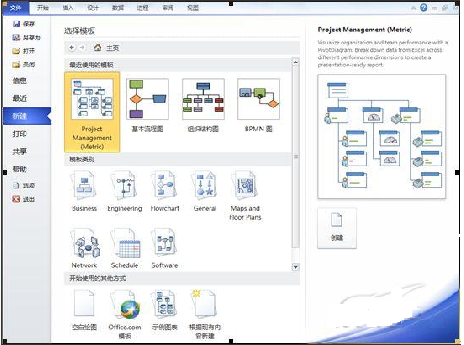 文件 开始 插入 设计 数据 进程 审阅 视图
保存
另存为
打开
关闭
信息
最近
新建
打印
共享
帮助
选项
退出
选择模板
主页
最近使用的模板
Project
Management
(Metric)
基本流程图
组织结构图
BPMN 图
模板类别
Business Engineering Flowchart General Maps and
Floor Plans
Network Schedule Software
开始使用的其他方式
空白绘图 Office.com
模板
示例图表 根据现有内
容新建
Project Management (Metric)
Visualize organization and team performance with a
PivotDiagram. Break down data from Excel across
different performance dimensions to create a
presentation-ready report.
创建